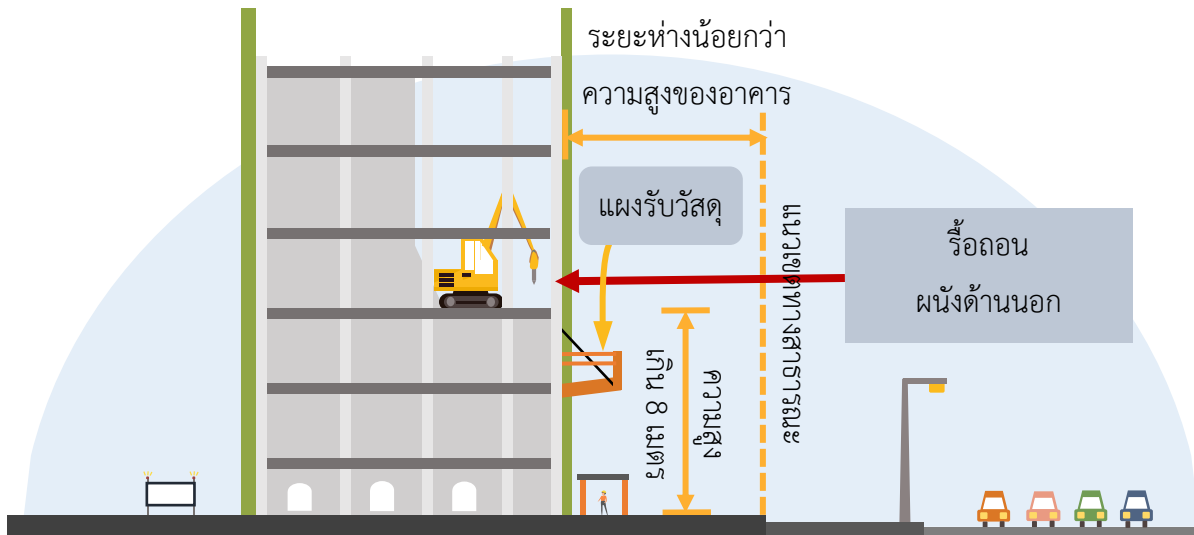 ระยะห่างน้อยกว่า
ความสูงของอาคาร
แผงรับวัสดุ
แนวเขตทางสาธารณะ
รื้อถอน
ผนังด้านนอก
ความสูง
เกิน 8 เมตร